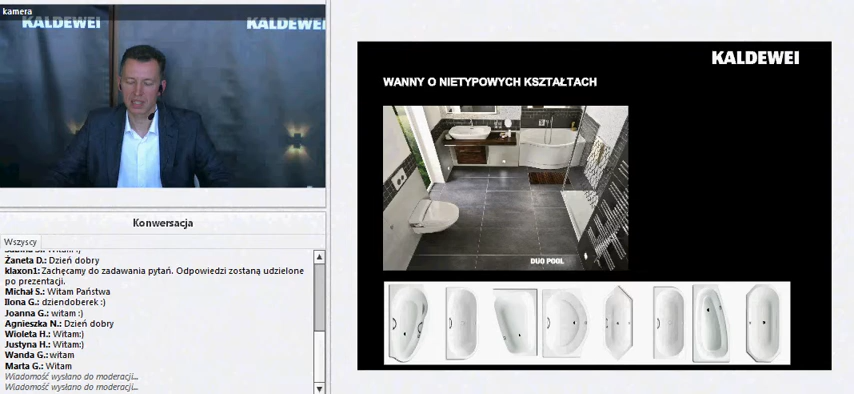 kamera
KALDEWEI
KALDEWEI
KALDEWEI
WANNY O NIETYPOWYCH KSZTAŁTACH
DUO POOL
Konwersacja
Wszyscy
Żaneta D.: Dzień dobry
klaxon1: Zachęcamy do zadawania pytań. Odpowiedzi zostaną udzielone
po prezentacji.
Michał S.: Witam Państwa
Ilona G.: dziendoberek :)
Joanna G.: witam :)
Agnieszka N.: Dzień dobry
Wioleta H.: Witam:)
Justyna H.: Witam:)
Wanda G.: witam
Marta G.: Witam
Wiadomość wysłano do moderacji...
Wiadomość wysłano do moderacji...